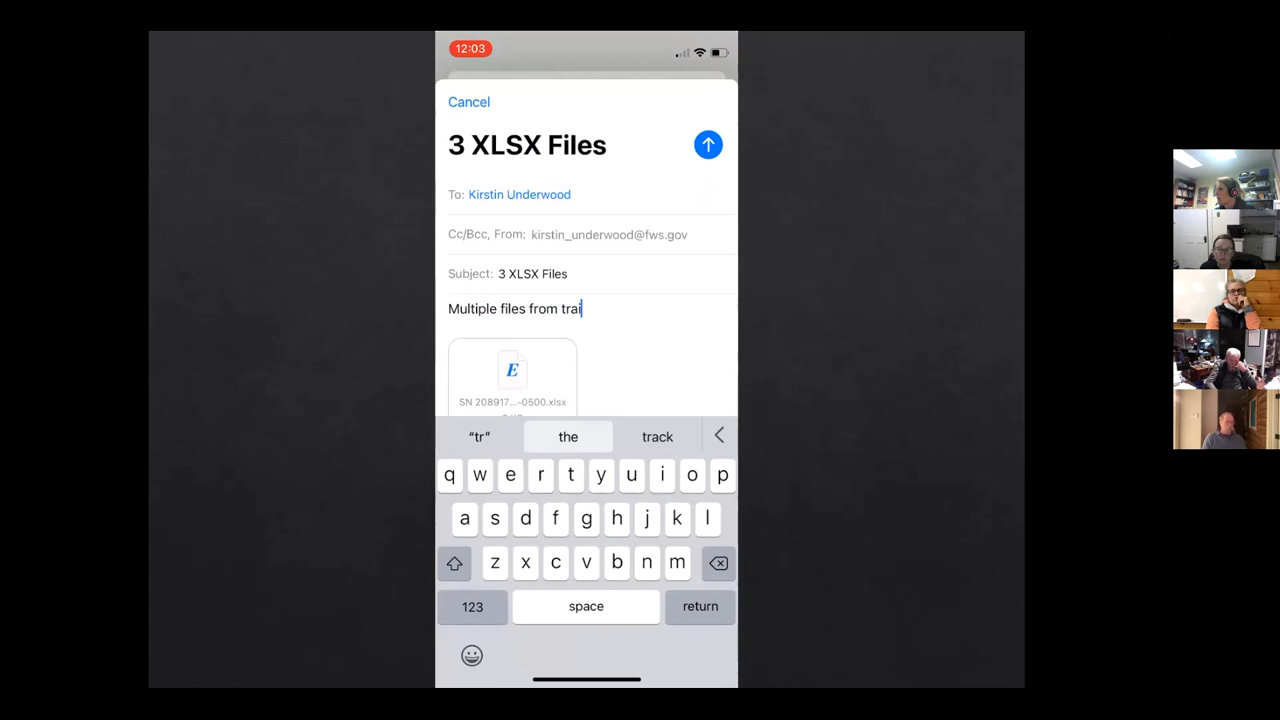 12:03
Cancel
3 XLSX Files
To: Kirstin Underwood
Cc/Bcc, From: kirstin_underwood@fws.gov
Subject: 3 XLSX Files
Multiple files from trai
E
SN 208917...-0500.xlsx
“tr” the track
q w e r t y u i o p
a s d f g h j k l
z x c v b n m
123 space return